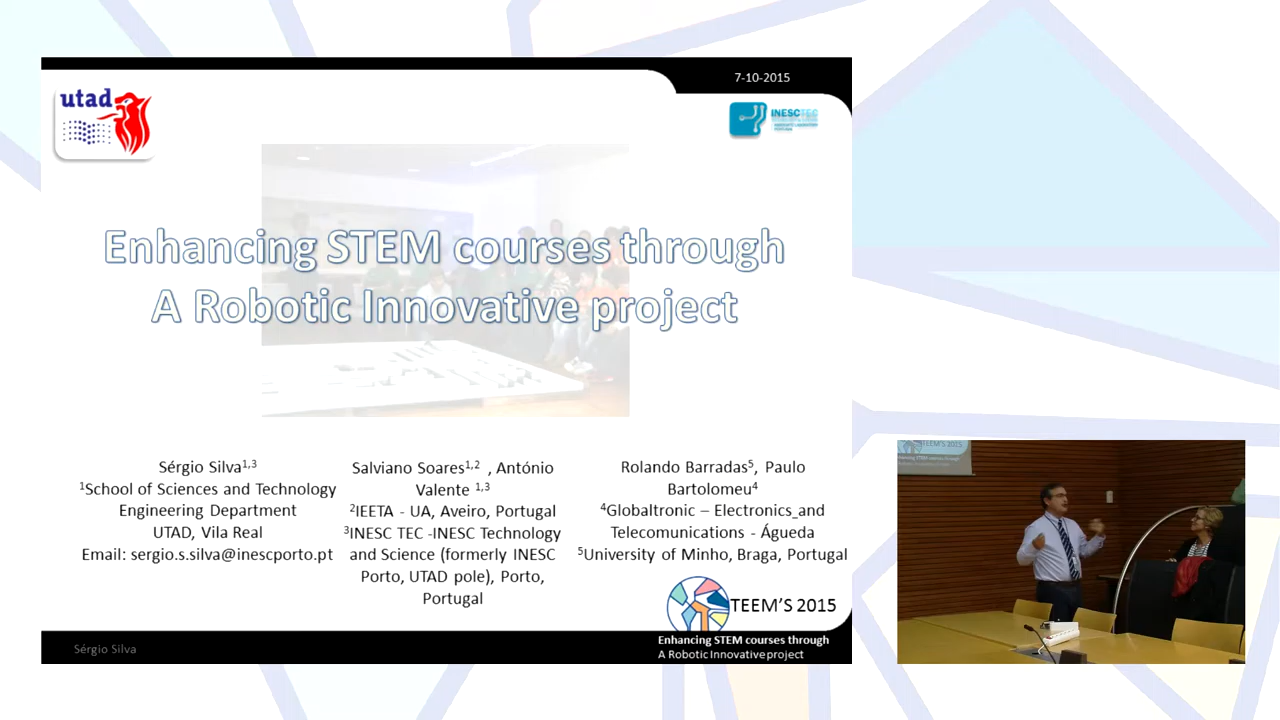 7-10-2015
utad
INESCTEC
Enhancing STEM courses through
A Robotic Innovative project
Sérgio Silva1,3
1School of Sciences and Technology
Engineering Department
UTAD, Vila Real
Email: sergio.s.silva@inescporto.pt
Salviano Soares1,2 , António
Valente 1,3
2IEETA - UA, Aveiro, Portugal
3INESC TEC -INESC Technology
and Science (formerly INESC
Porto, UTAD pole), Porto,
Portugal
Rolando Barradas5, Paulo
Bartolomeu4
4Globaltronic – Electronics_and
Telecomunications - Águeda
5University of Minho, Braga, Portugal
TEEM'S 2015
Sérgio Silva
Enhancing STEM courses through
A Robotic Innovative project
TEEM'S 2015